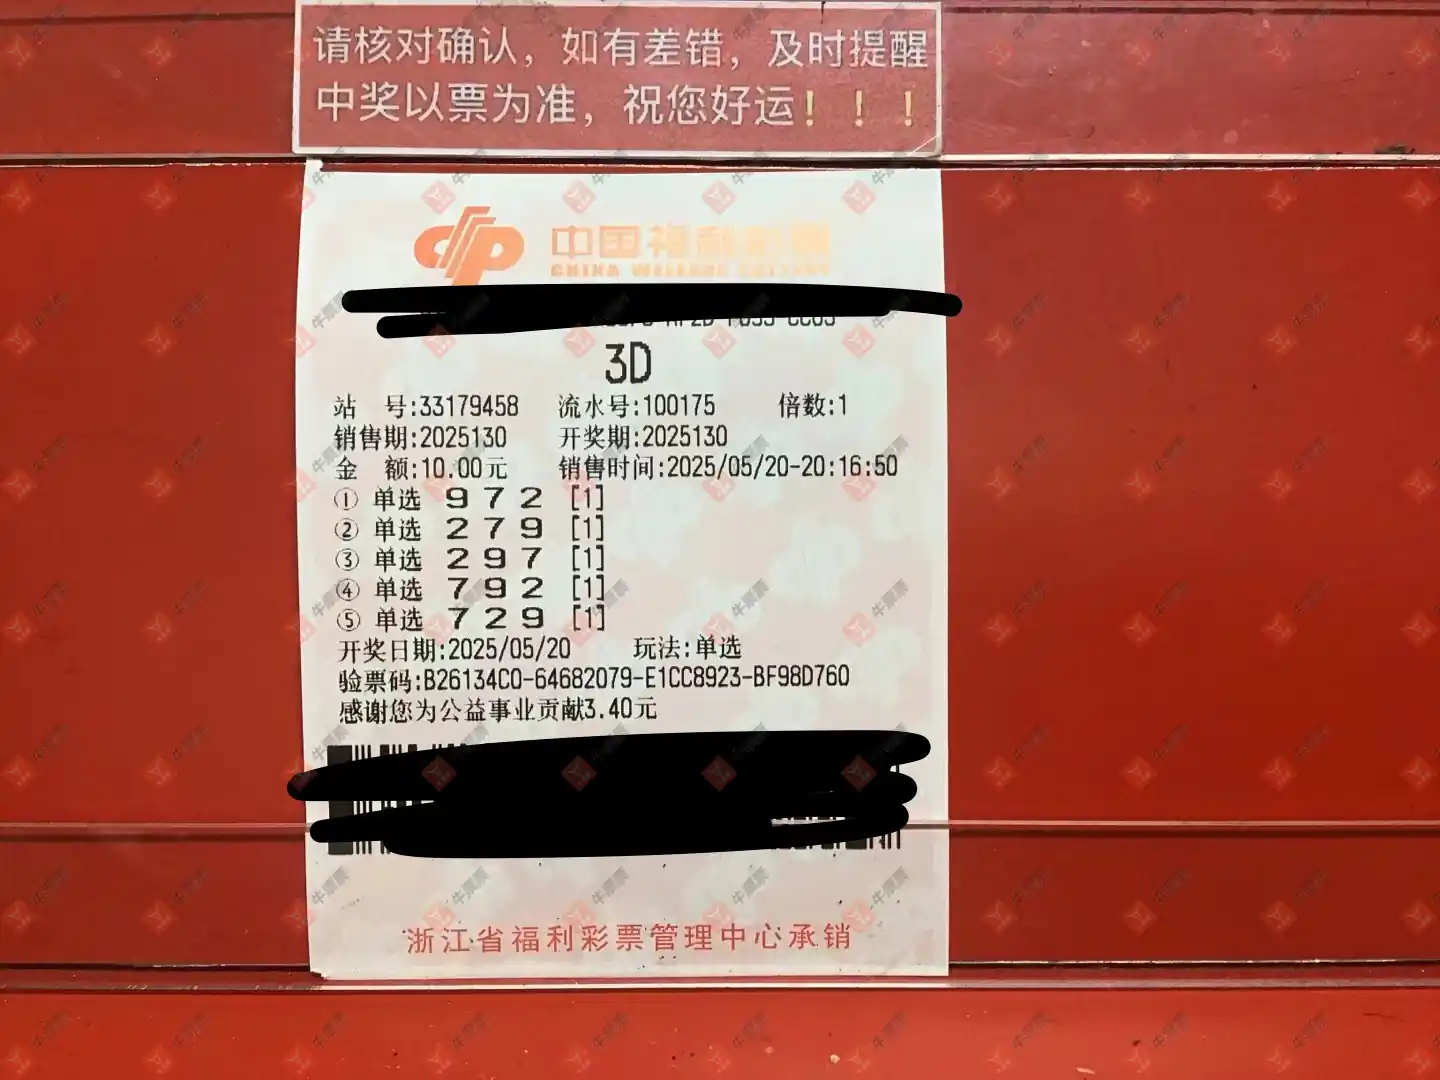 请核对确认，如有差错，及时提醒
中奖以票为准，祝您好运！！！
中国福利彩票
CHINA WELFARE LOTTERY
3D
站 号:33179458 流水号:100175 倍数:1
销售期:2025130 开奖期:2025130
金 额:10.00元 销售时间:2025/05/20-20:16:50
① 单选 9 7 2 [1]
② 单选 2 7 9 [1]
③ 单选 2 9 7 [1]
④ 单选 7 9 2 [1]
⑤ 单选 7 2 9 [1]
开奖日期:2025/05/20 玩法:单选
验票码:B26134C0-64682079-E1CC8923-BF98D760
感谢您为公益事业贡献3.40元
浙江省福利彩票管理中心承销
牛票票